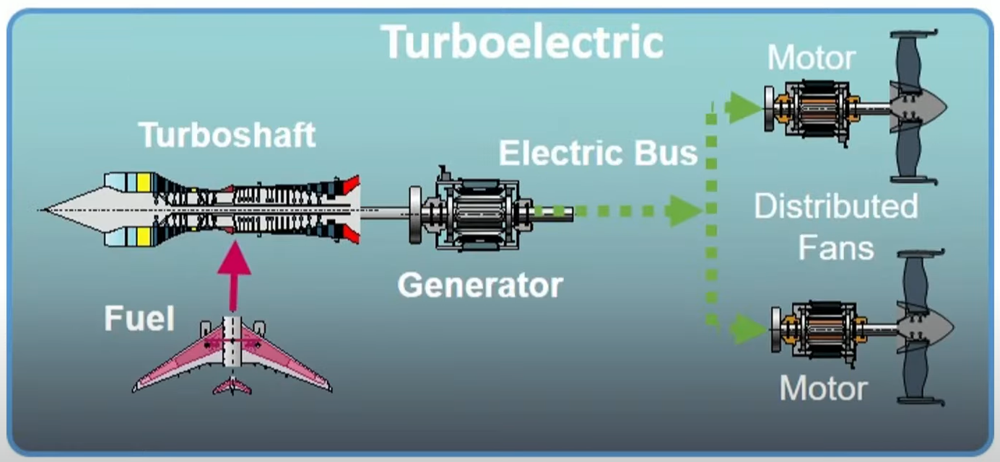 Turboelectric
Motor
Turboshaft
Electric Bus
Distributed
Fans
Generator
Fuel
Motor